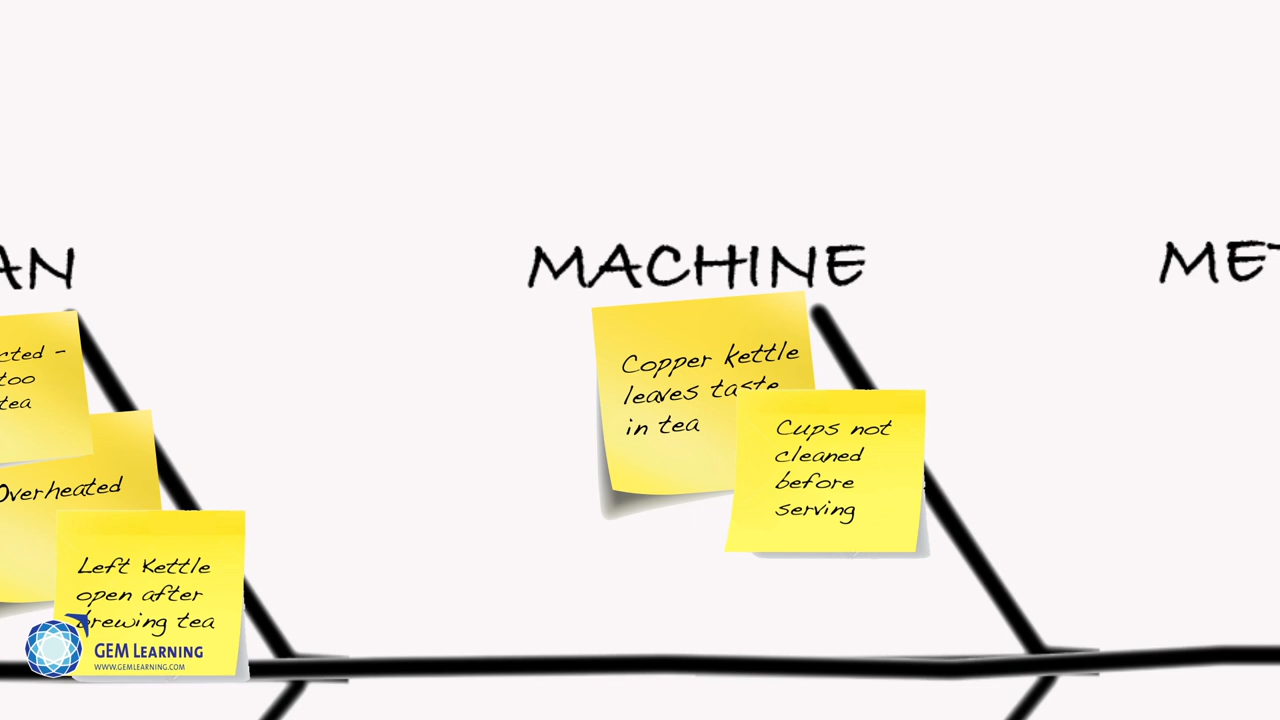 AN
MACHINE
MET
cted -
too
tea
Overheated
Left Kettle
open after
brewing tea
Copper kettle
leaves taste
in tea
Cups not
cleaned
before
serving
GEM LEARNING
WWW.GEMLEARNING.COM